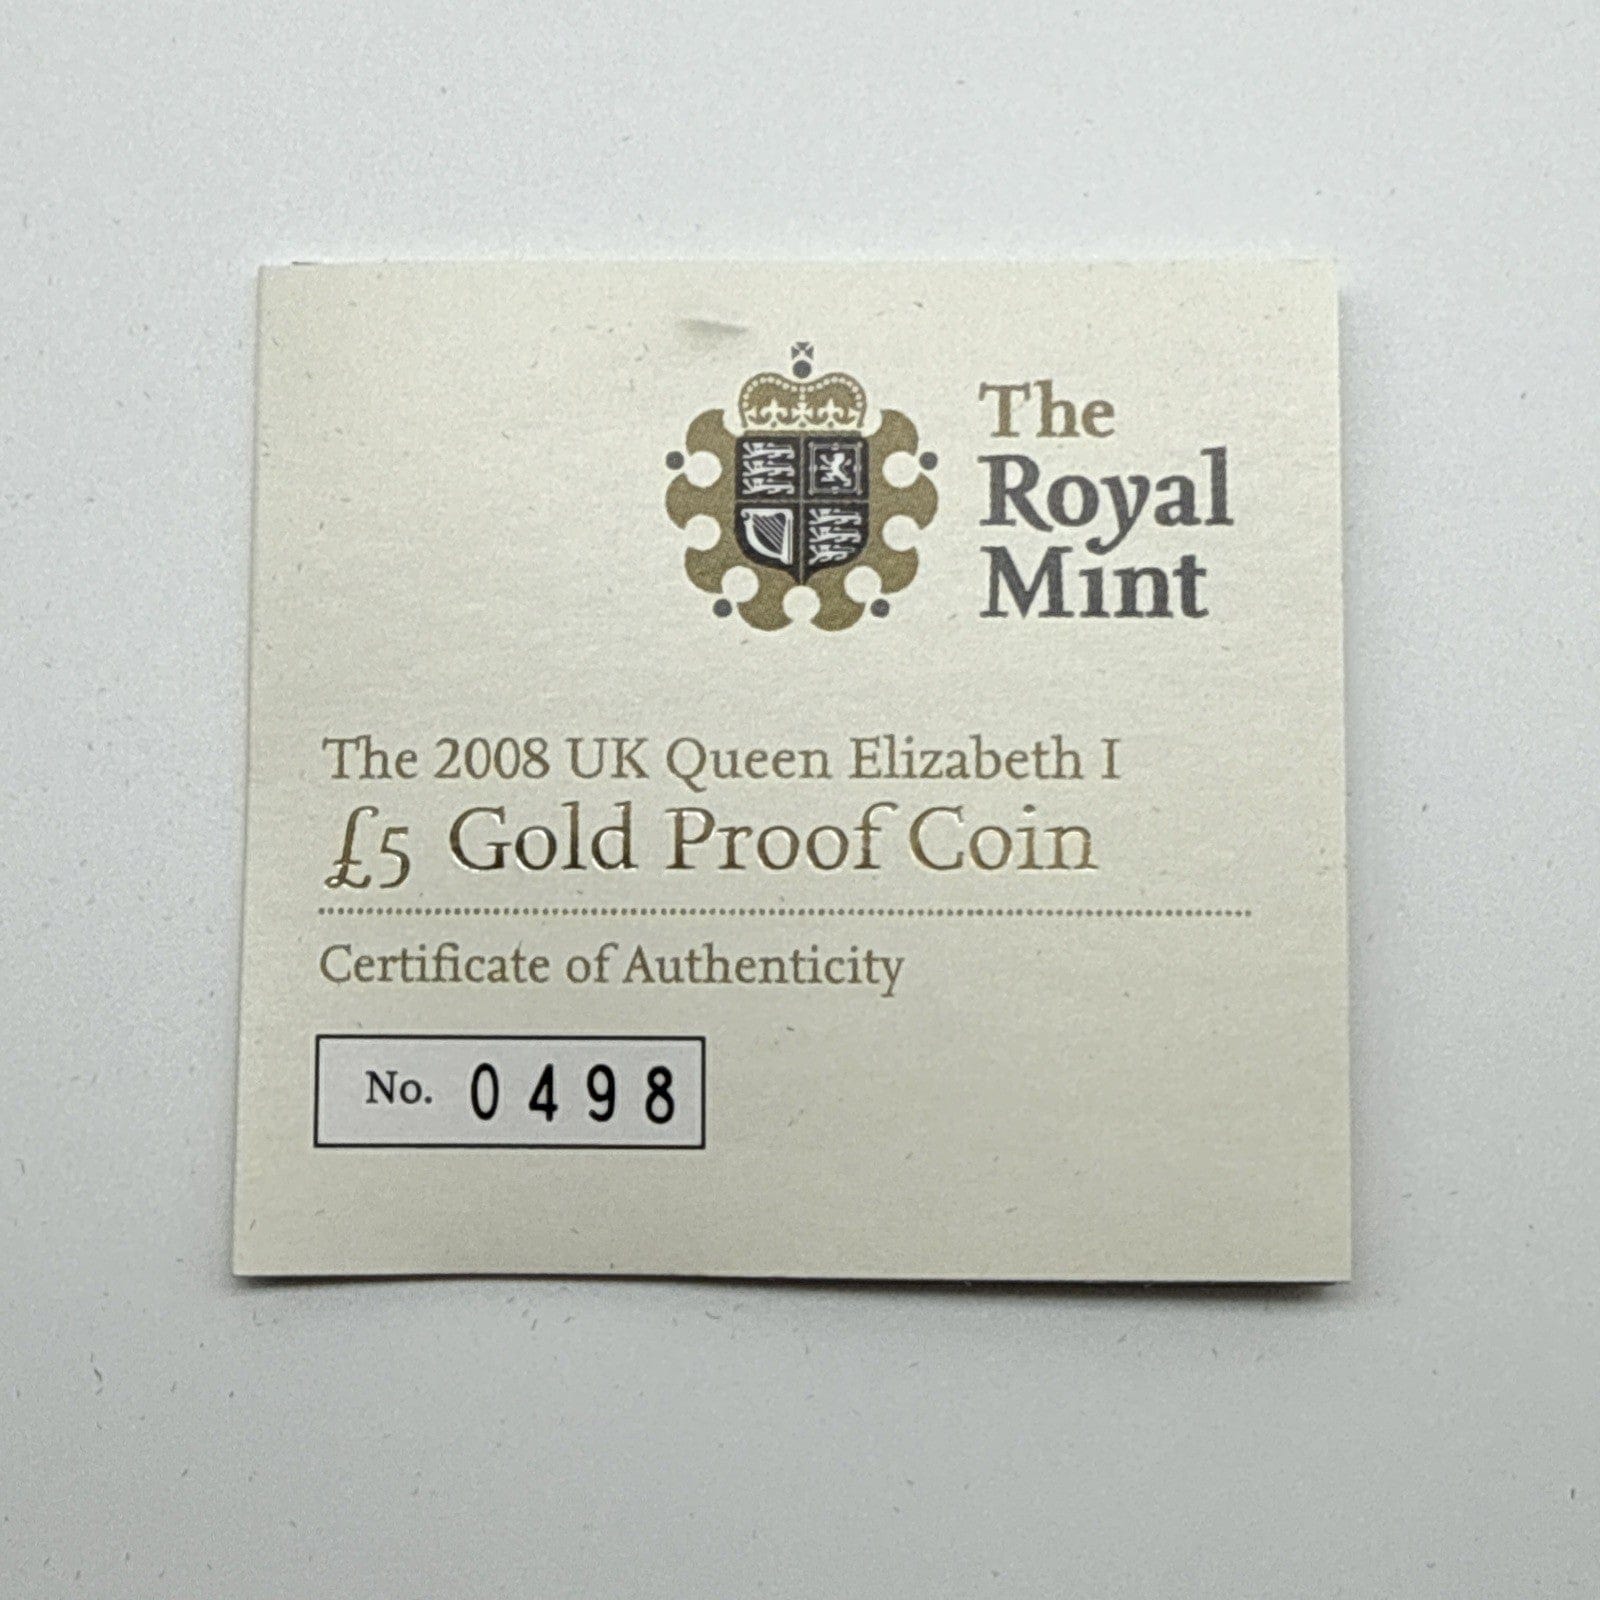 The
Royal
Mint
The 2008 UK Queen Elizabeth I
£5 Gold Proof Coin
Certificate of Authenticity
No. 0498